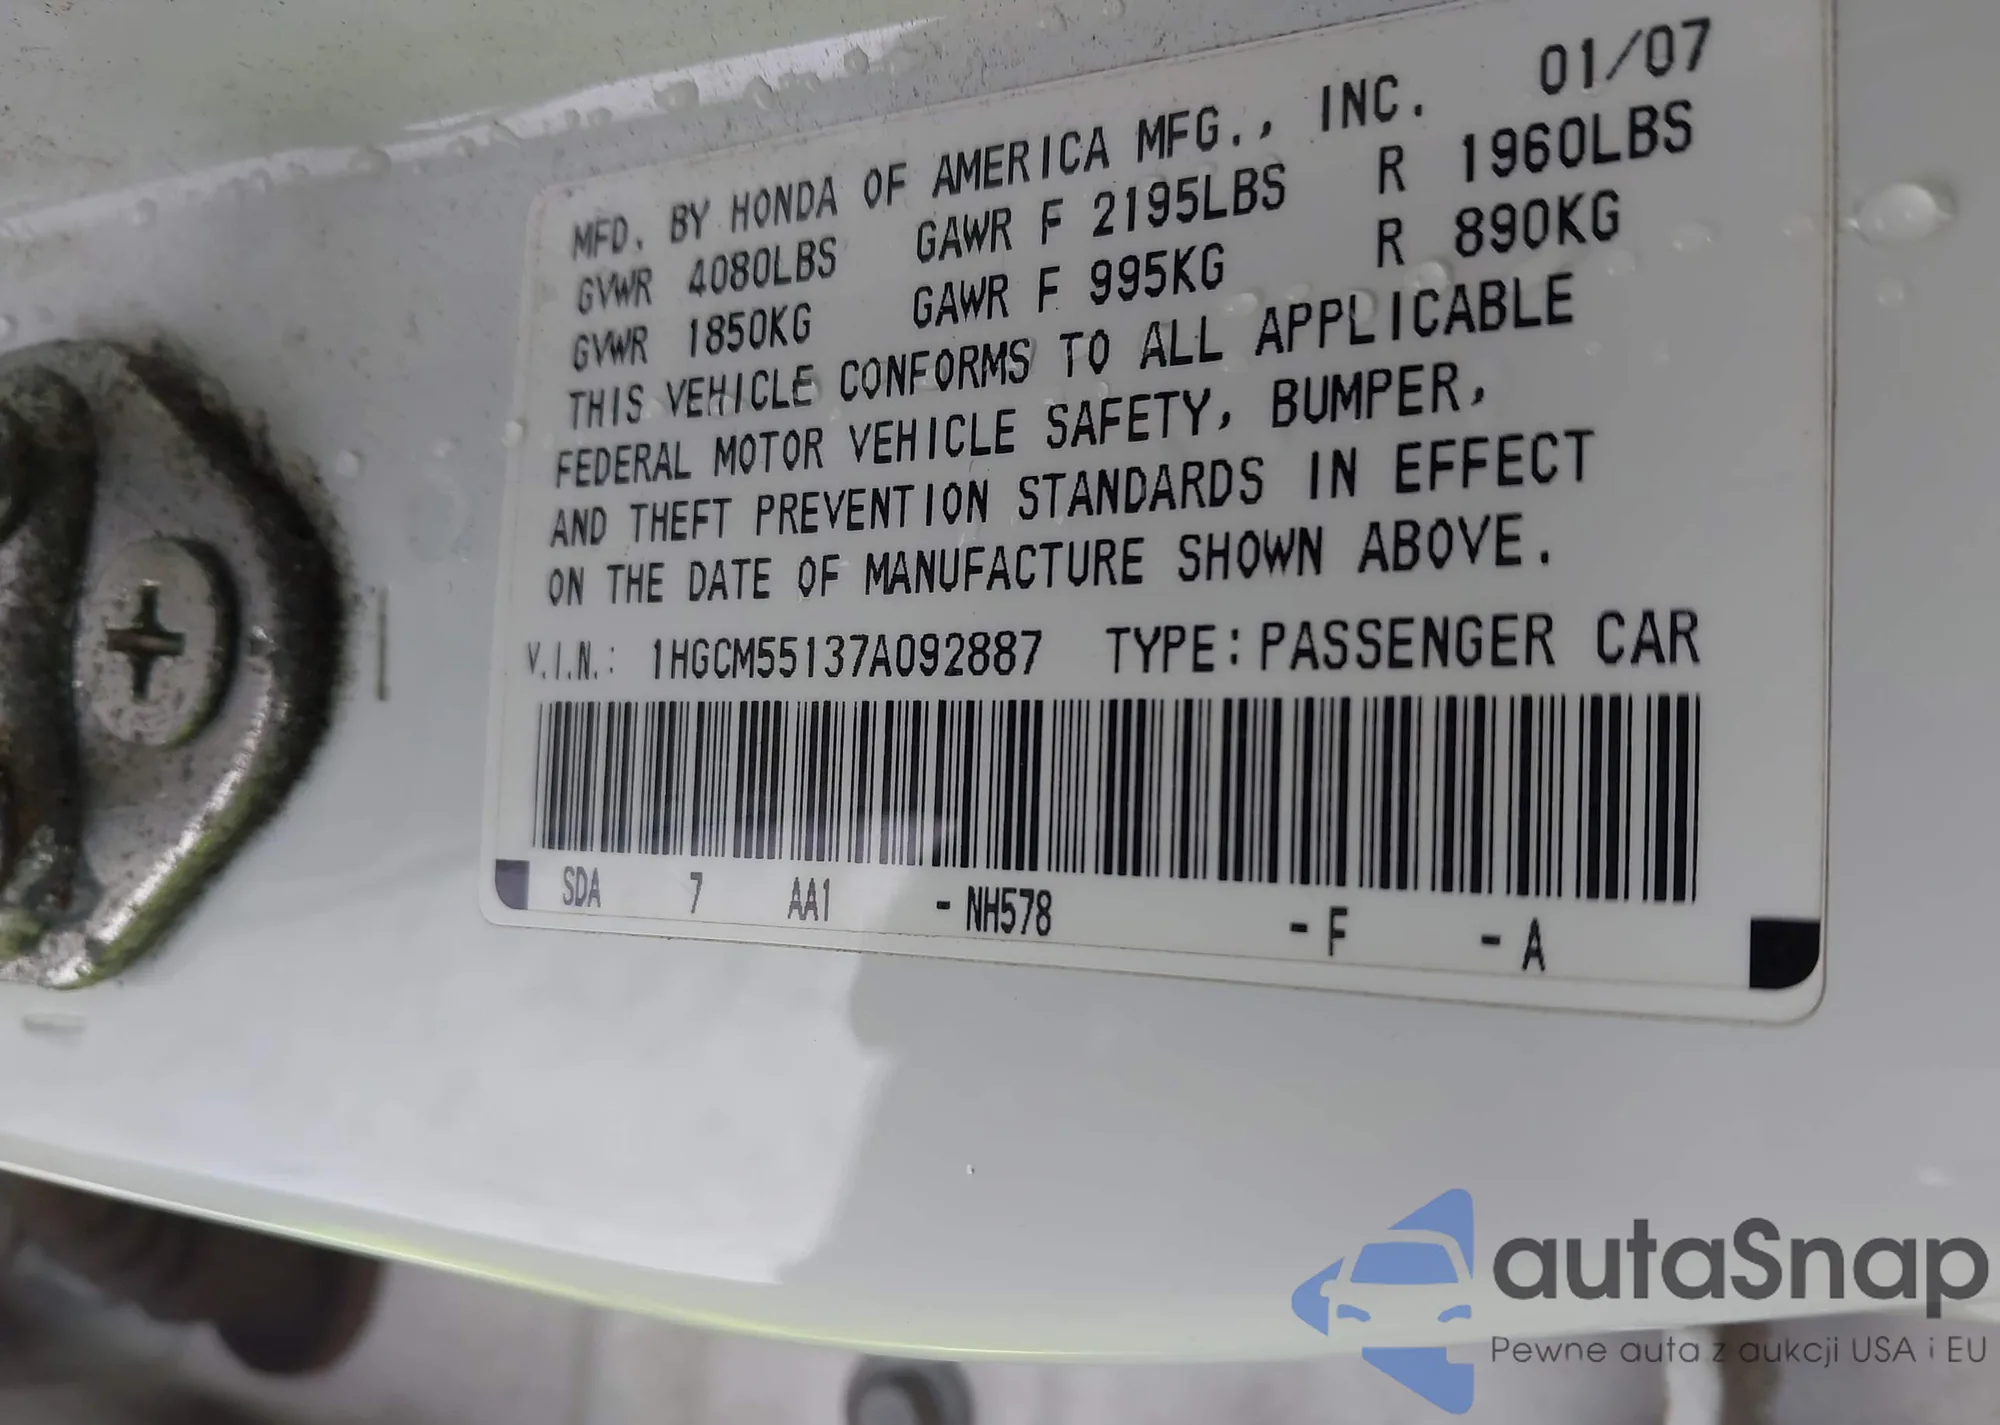 MFD. BY HONDA OF AMERICA MFG., INC. 01/07
GVWR 4080LBS GAWR F 2195LBS R 1960LBS
GVWR 1850KG GAWR F 995KG R 890KG
THIS VEHICLE CONFORMS TO ALL APPLICABLE
FEDERAL MOTOR VEHICLE SAFETY, BUMPER,
AND THEFT PREVENTION STANDARDS IN EFFECT
ON THE DATE OF MANUFACTURE SHOWN ABOVE.
V.I.N.: 1HGCM55137A092887 TYPE: PASSENGER CAR
SDA 7 AA1 - NH578 - F - A
autaSnap
Pewne auta z aukcji USA i EU